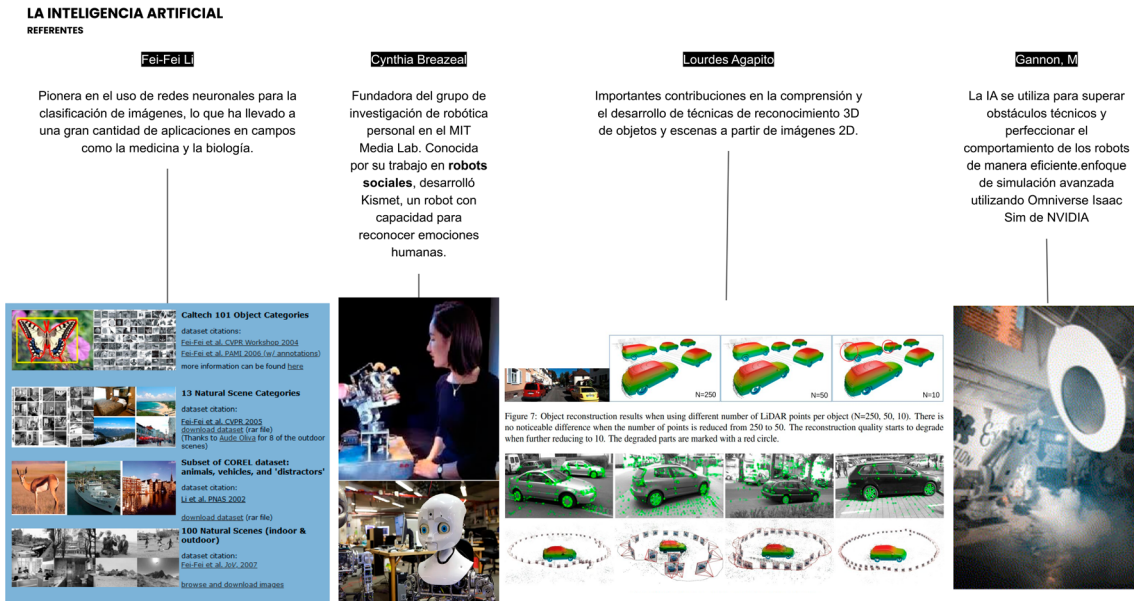 LA INTELIGENCIA ARTIFICIAL
REFERENTES
Fei-Fei Li
Pionera en el uso de redes neuronales para la
clasificación de imágenes, lo que ha llevado a
una gran cantidad de aplicaciones en campos
como la medicina y la biología.
Cynthia Breazeal
Fundadora del grupo de
investigación de robótica
personal en el MIT
Media Lab. Conocida
por su trabajo en robots
sociales, desarrolló
Kismet, un robot con
capacidad para
reconocer emociones
humanas.
Lourdes Agapito
Importantes contribuciones en la comprensión y
el desarrollo de técnicas de reconocimiento 3D
de objetos y escenas a partir de imágenes 2D.
Gannon, M
La IA se utiliza para superar
obstáculos técnicos y
perfeccionar el
comportamiento de los robots
de manera eficiente.enfoque
de simulación avanzada
utilizando Omniverse Isaac
Sim de NVIDIA
Caltech 101 Object Categories
dataset citations:
Fei-Fei et al. CVPR Workshop 2004
Fei-Fei et al. PAMI 2006 (w/ annotations)
more information can be found here
13 Natural Scene Categories
dataset citation:
Fei-Fei et al. CVPR 2005
download dataset (rar file)
(Thanks to Aude Oliva for 8 of the outdoor
scenes)
Subset of COREL dataset:
animals, vehicles, and 'distractors'
dataset citation:
Li et al. PNAS 2002
download dataset (rar file)
100 Natural Scenes (indoor &
outdoor)
dataset citation:
Fei-Fei et al. JoV, 2007
browse and download images
N=250
N=50
N=10
Figure 7: Object reconstruction results when using different number of LiDAR points per object (N=250, 50, 10). There is
no noticeable difference when the number of points is reduced from 250 to 50. The reconstruction quality starts to degrade
when further reducing to 10. The degraded parts are marked with a red circle.